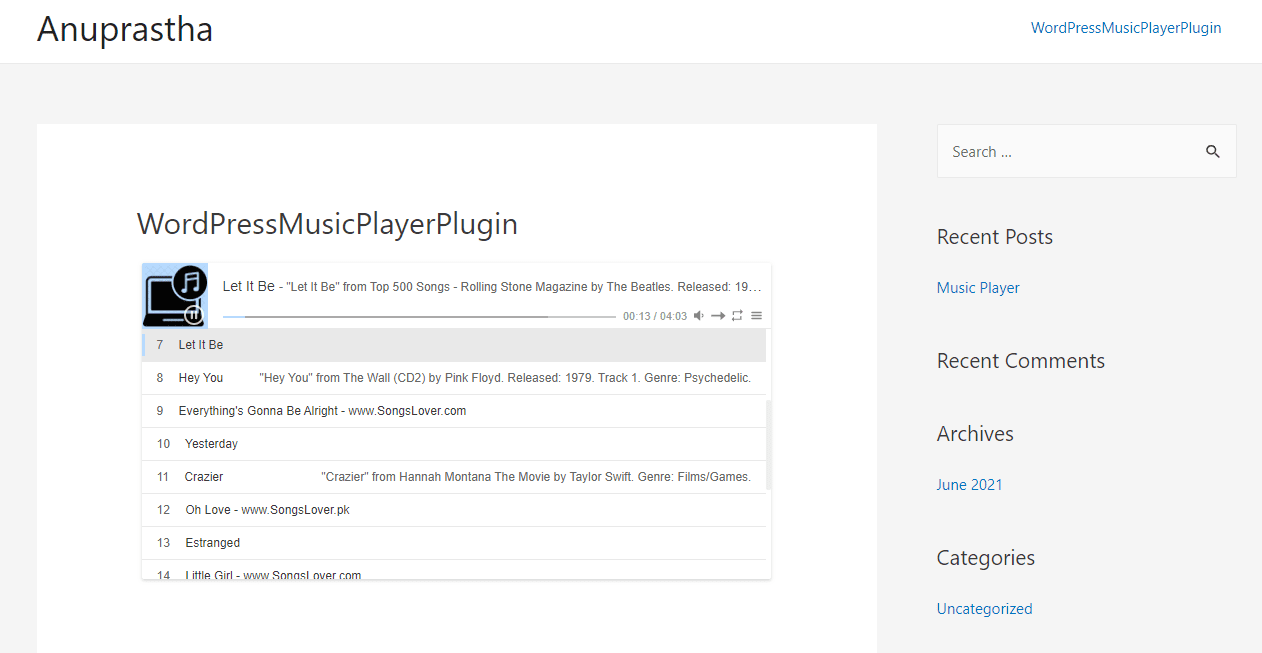 Anuprastha
WordPressMusicPlayerPlugin
Search ...
WordPressMusicPlayerPlugin
Let It Be - "Let It Be" from Top 500 Songs - Rolling Stone Magazine by The Beatles. Released: 19...
00:13 / 04:03
7 Let It Be
8 Hey You "Hey You" from The Wall (CD2) by Pink Floyd. Released: 1979. Track 1. Genre: Psychedelic.
9 Everything's Gonna Be Alright - www.SongsLover.com
10 Yesterday
11 Crazier "Crazier" from Hannah Montana The Movie by Taylor Swift. Genre: Films/Games.
12 Oh Love - www.SongsLover.pk
13 Estranged
14 Little Girl - www.SongsLover.com
Recent Posts
Music Player
Recent Comments
Archives
June 2021
Categories
Uncategorized